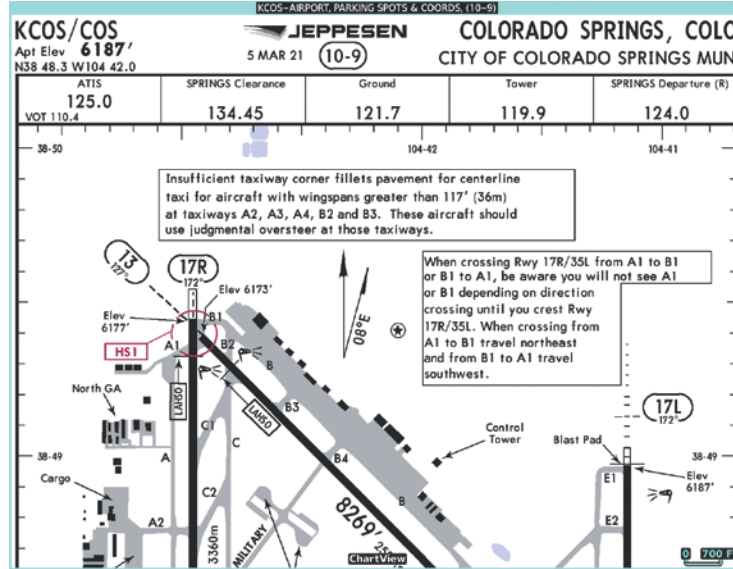 KCOS-AIRPORT, PARKING SPOTS & COORDS, (10-9)
KCOS/COS
Apt Elev 6187'
N38 48.3 W104 42.0
JEPPESEN
5 MAR 21 10-9
COLORADO SPRINGS, COLO
CITY OF COLORADO SPRINGS MUN
ATIS
125.0
VOT 110.4
SPRINGS Clearance
134.45
Ground
121.7
Tower
119.9
SPRINGS Departure (R)
124.0
38-50
104-42
104-41
Insufficient taxiway corner fillets pavement for centerline
taxi for aircraft with wingspans greater than 117' (36m)
at taxiways A2, A3, A4, B2 and B3. These aircraft should
use judgmental oversteer at those taxiways.
When crossing Rwy 17R/35L from A1 to B1
or B1 to A1, be aware you will not see A1
or B1 depending on direction
crossing until you crest Rwy
17R/35L. When crossing from
A1 to B1 travel northeast
and from B1 to A1 travel
southwest.
13
127°
17R
172°
Elev 6173'
Elev
6177'
08°E
HS1
A1
B1
B2
B
LAHSO
LAHSO
North GA
B3
C1
C
17L
172°
Control
Tower
Blast Pad
38-49
38-49
A
B4
Elev
6187'
E1
Cargo
C2
B
A2
8269'
E2
3360m
MILITARY
25
ChartView
0 700 F